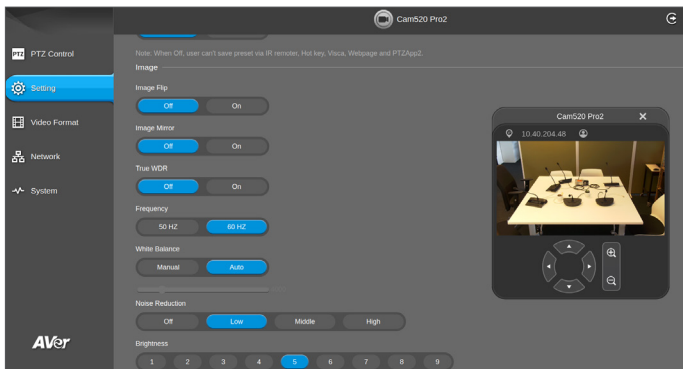 Cam520 Pro2
PTZ PTZ Control
Setting
Video Format
Network
System
AVer
Note: When Off, user can't save preset via IR remoter, Hot key, Visca, Webpage and PTZApp2.
Image
Image Flip
Off On
Image Mirror
Off On
True WDR
Off On
Frequency
50 HZ 60 HZ
White Balance
Manual Auto
Noise Reduction
Off Low Middle High
Brightness
1 2 3 4 5 6 7 8 9
Cam520 Pro2
10.40.204.48